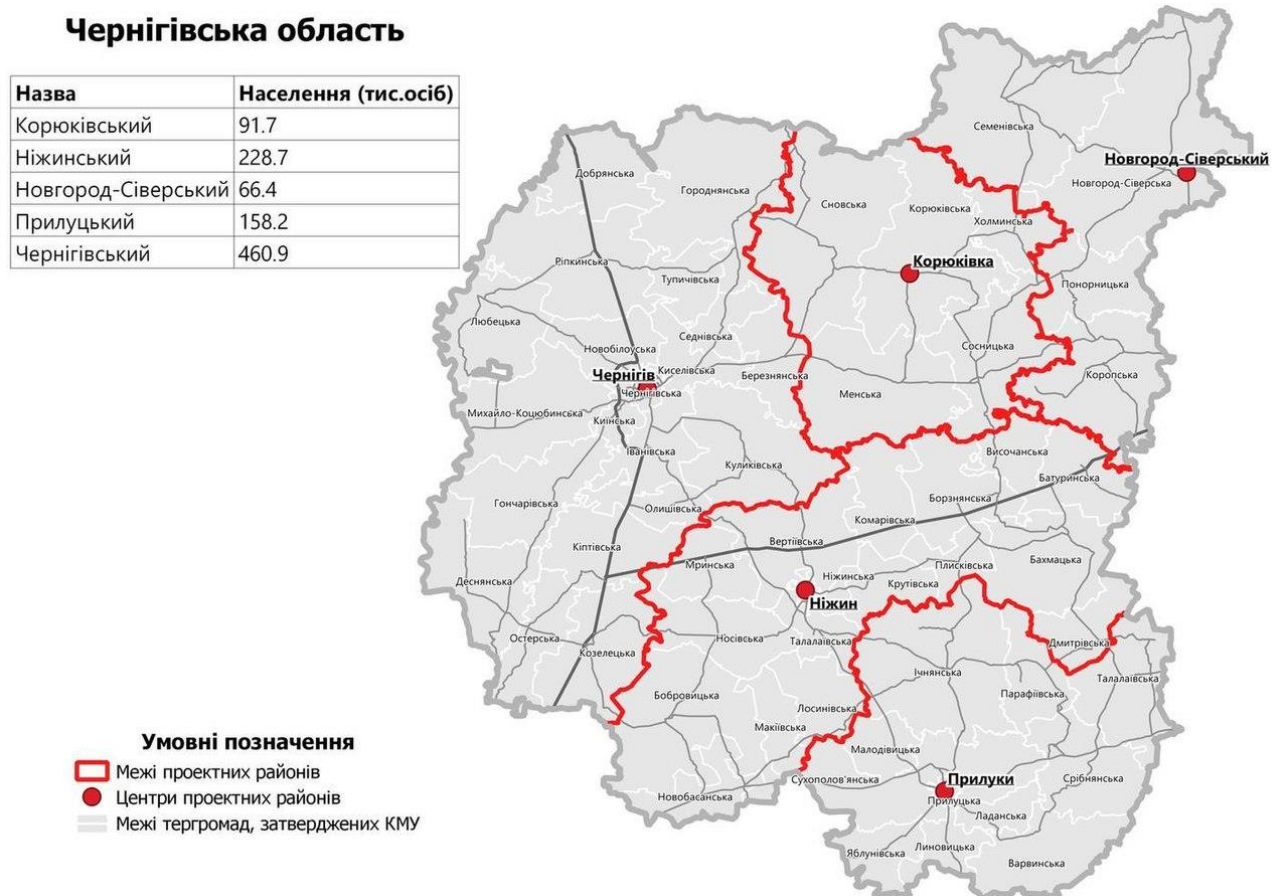 Чернігівська область
Назва Населення (тис.осіб)
Корюківський 91.7
Ніжинський 228.7
Новгород-Сіверський 66.4
Прилуцький 158.2
Чернігівський 460.9
Семенівська
Новгород-Сіверський
Добрянська
Новгород-Сіверська
Городнянська
Сновська
Корюківська
Холминська
Ріпкинська
Корюківка
Тупичівська
Понорницька
Любецька
Седнівська
Новобілоуська
Сосницька
Чернігів
Киселівська
Березнянська
Коропська
Чернігівська
Менська
Михайло-Коцюбинська
Киїнська
Іванівська
Височанська
Куликівська
Батуринська
Гончарівська
Борзнянська
Олишівська
Комарівська
Вертіївська
Кіптівська
Бахмацька
Мринська
Плисківська
Ніжинська
Крутівська
Деснянська
Ніжин
Остерська
Носівська
Талалаївська
Дмитрівська
Козелецька
Ічнянська
Талалаївська
Бобровицька
Парафіївська
Лосинівська
Макіївська
Малодівицька
Сухополов'янська
Прилуки
Срібнянська
Новобасанська
Прилуцька
Ладанська
Яблунівська
Линовицька
Варвинська
Умовні позначення
Межі проектних районів
Центри проектних районів
Межі тергромад, затверджених КМУ